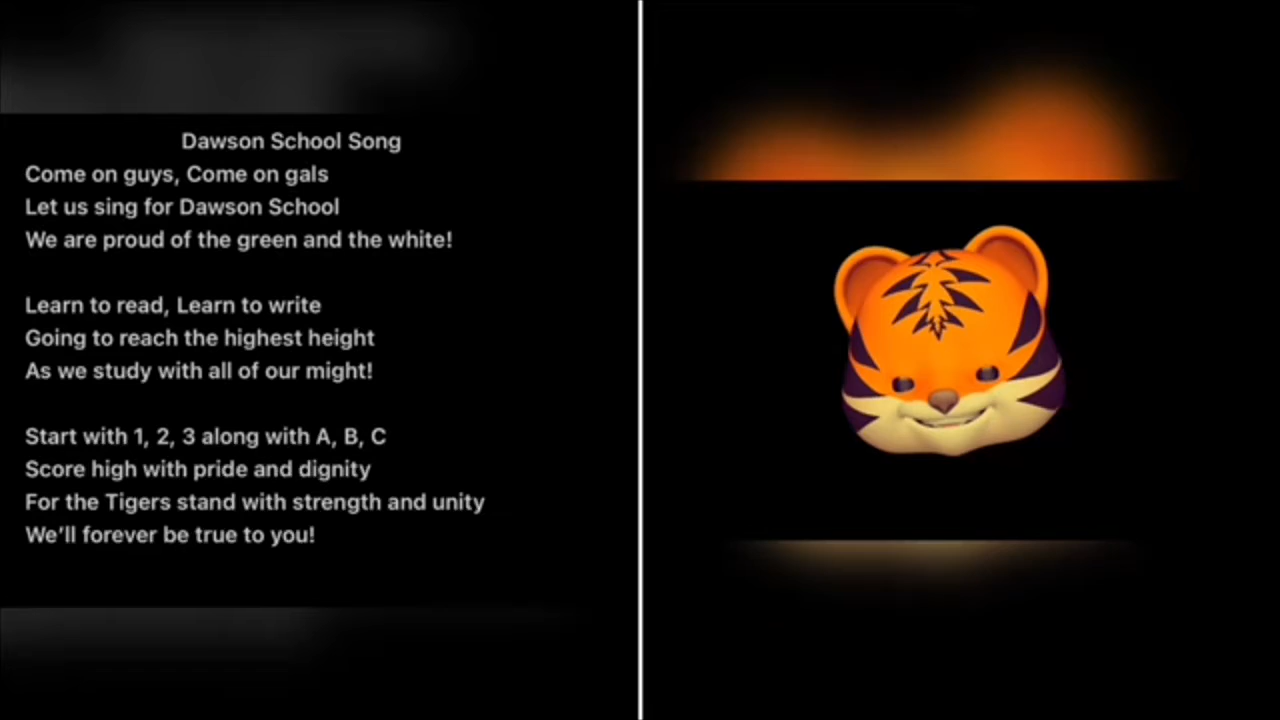 Dawson School Song
Come on guys, Come on gals
Let us sing for Dawson School
We are proud of the green and the white!
Learn to read, Learn to write
Going to reach the highest height
As we study with all of our might!
Start with 1, 2, 3 along with A, B, C
Score high with pride and dignity
For the Tigers stand with strength and unity
We’ll forever be true to you!